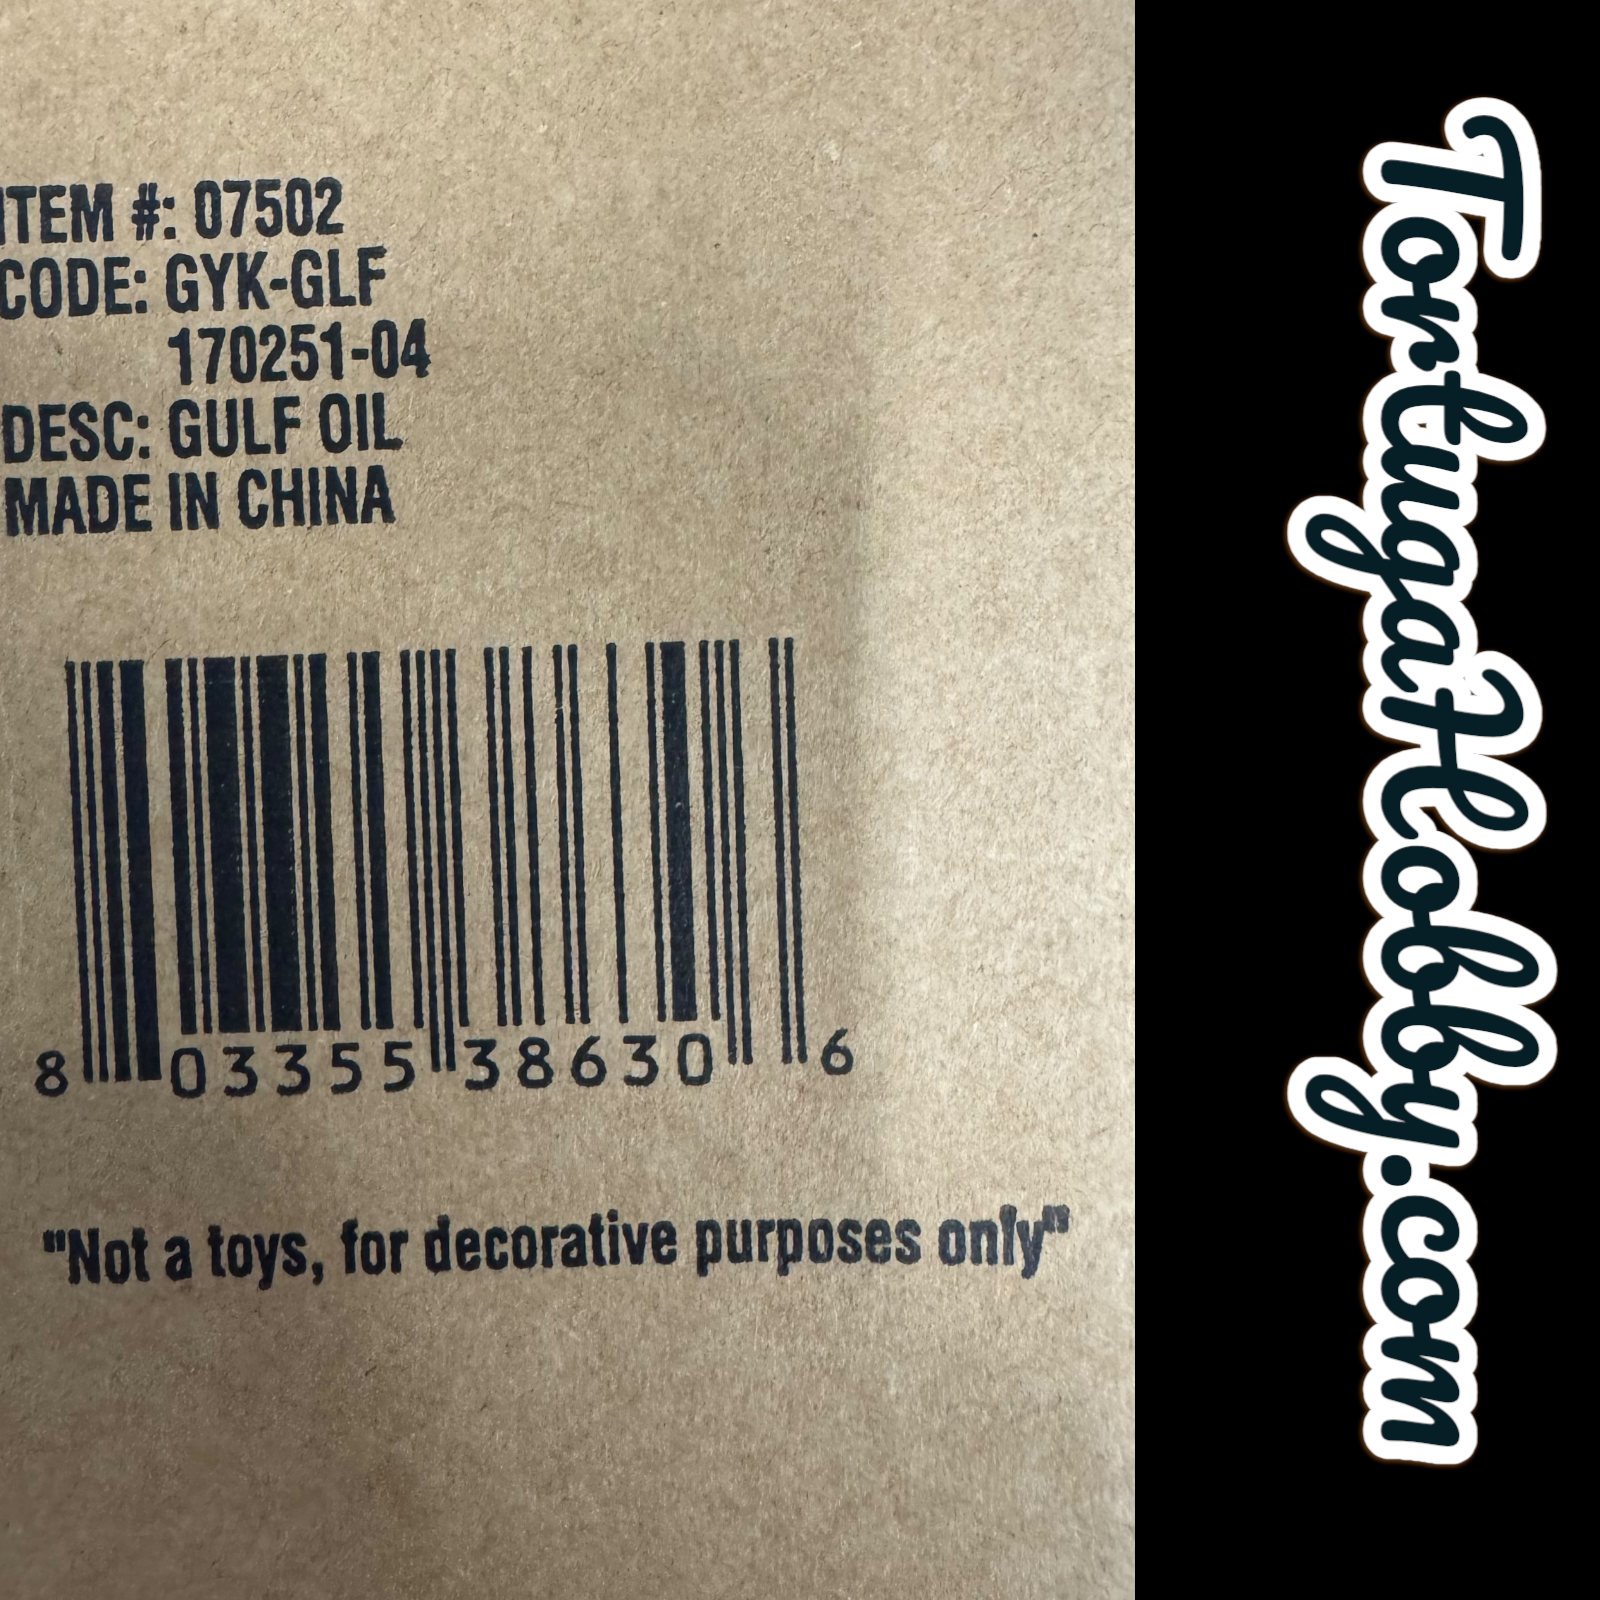 ITEM #: 07502
CODE: GYK-GLF
170251-04
DESC: GULF OIL
MADE IN CHINA
8 03355 38630 6
"Not a toys, for decorative purposes only"
TortugaHobby.com